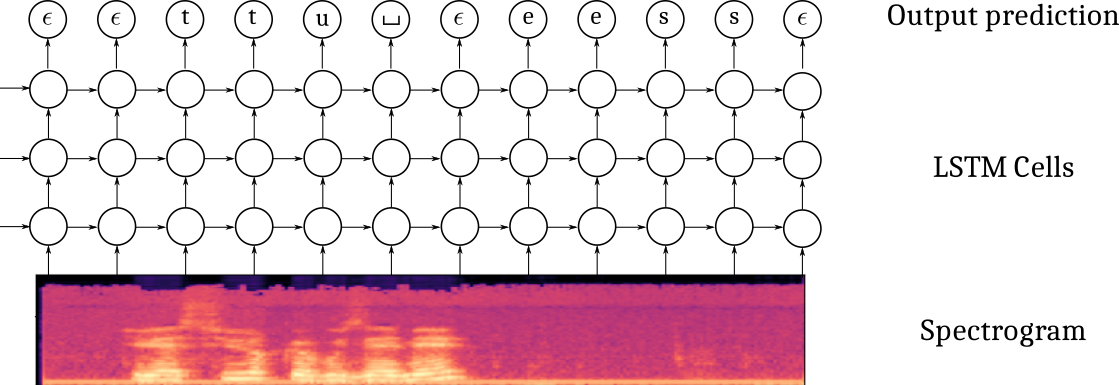 ϵ ϵ t t u ␣ ϵ e e s s ϵ Output prediction
LSTM Cells
Spectrogram